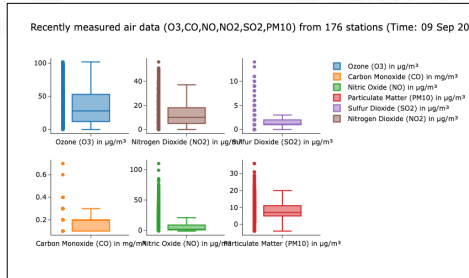 Recently measured air data (O3,CO,NO,NO2,SO2,PM10) from 176 stations (Time: 09 Sep 20
100
50
0
Ozone (O3) in µg/m³
40
20
0
Nitrogen Dioxide (NO2) in µg/m³
10
5
0
Sulfur Dioxide (SO2) in µg/m³
Ozone (O3) in µg/m³
Carbon Monoxide (CO) in mg/m³
Nitric Oxide (NO) in µg/m³
Particulate Matter (PM10) in µg/m³
Sulfur Dioxide (SO2) in µg/m³
Nitrogen Dioxide (NO2) in µg/m³
0.6
0.4
0.2
Carbon Monoxide (CO) in mg/m³
100
50
0
Nitric Oxide (NO) in µg/m³
30
20
10
0
Particulate Matter (PM10) in µg/m³